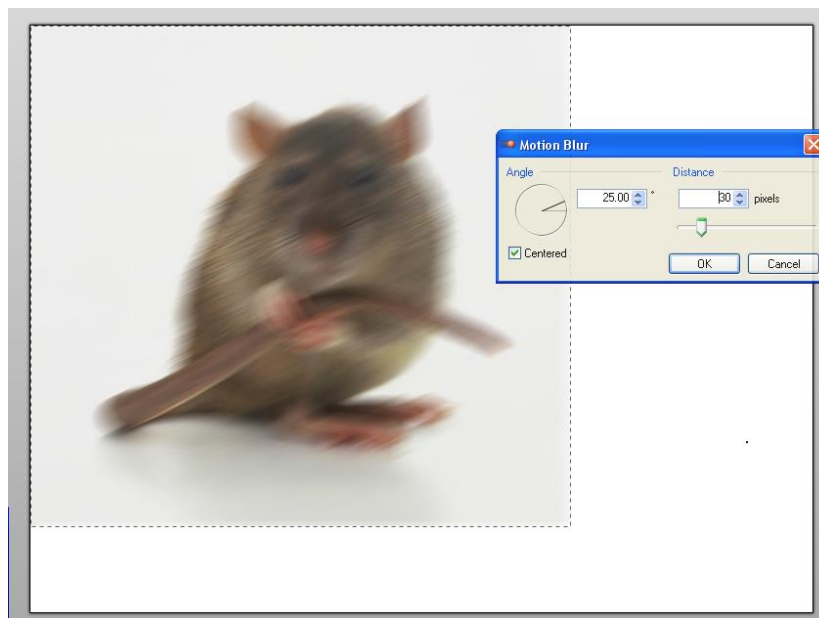 Motion Blur
Angle
Distance
25.00 °
30 pixels
Centered
OK
Cancel